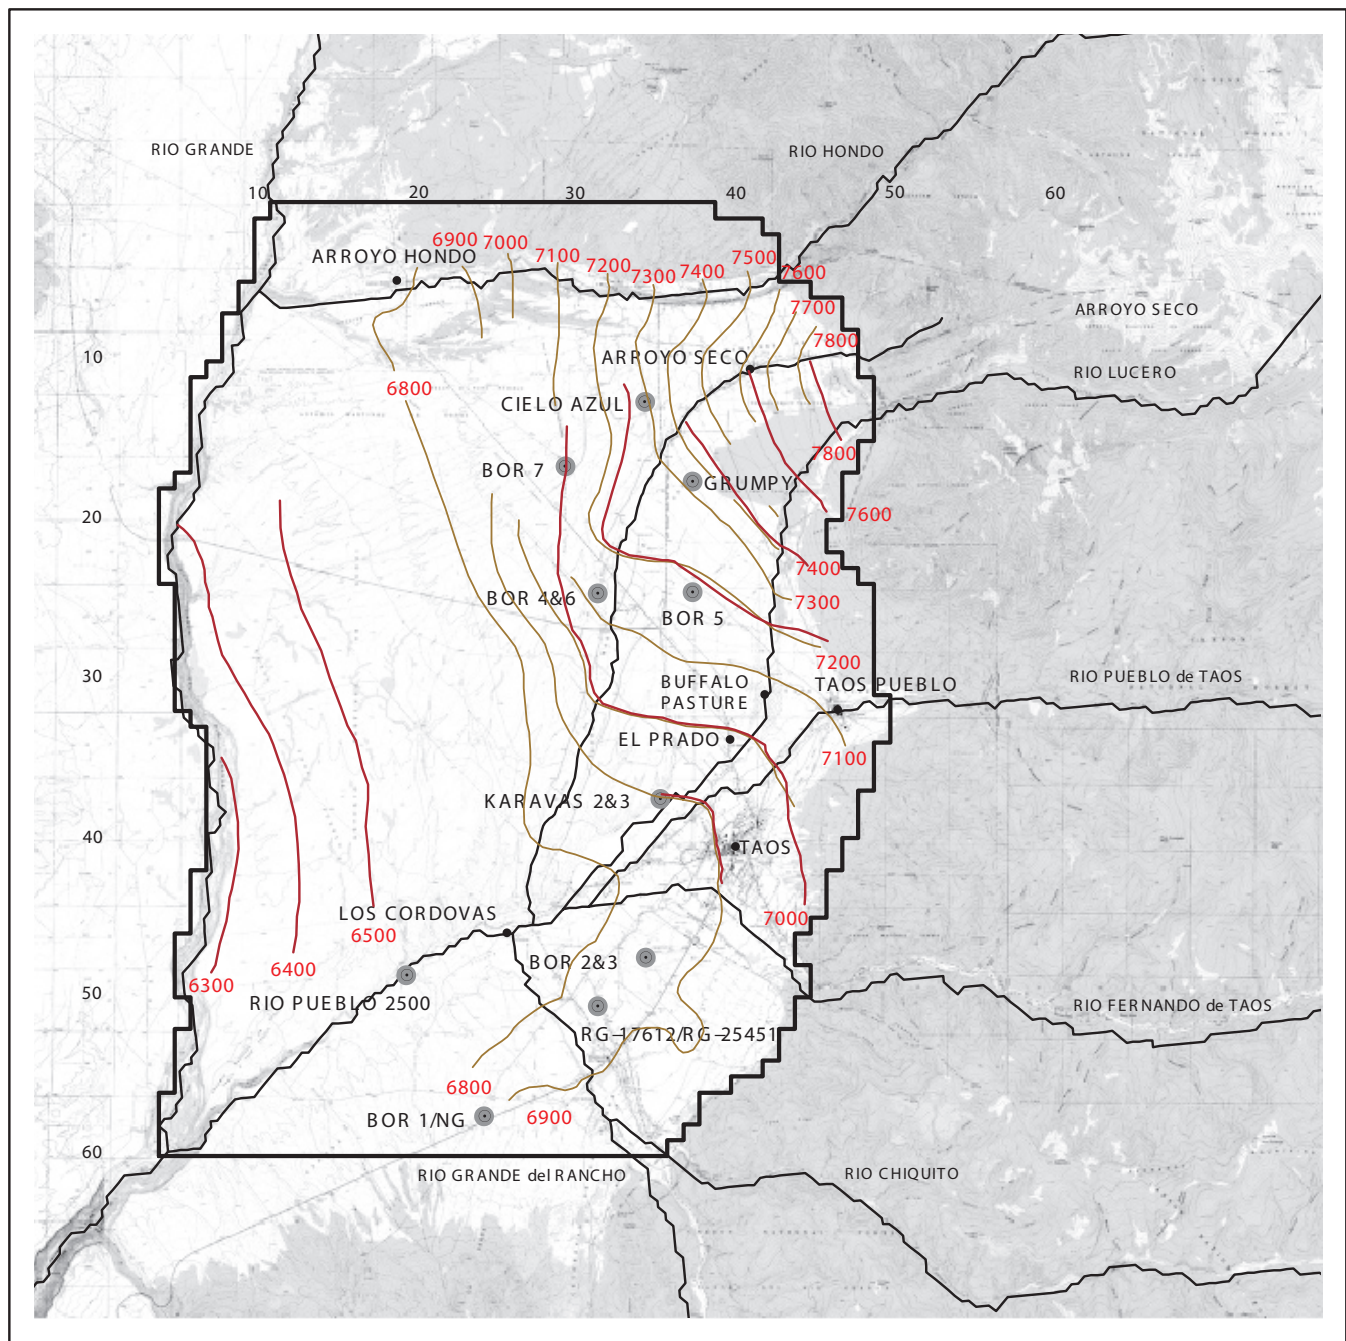 RIO GRANDE
RIO HONDO
10
20
30
40
50
60
6900
7000
7100
7200
7300
7400
7500
7600
ARROYO HONDO
7700
7800
ARROYO SECO
ARROYO SECO
10
6800
RIO LUCERO
CIELO AZUL
7800
BOR 7
GRUMPY
20
7600
7400
BOR 4&6
7300
BOR 5
7200
30
BUFFALO
PASTURE
TAOS PUEBLO
RIO PUEBLO de TAOS
EL PRADO
7100
KARAVAS 2&3
40
TAOS
LOS CORDOVAS
6500
7000
BOR 2&3
6400
6300
50
RIO PUEBLO 2500
RIO FERNANDO de TAOS
RG-17612/RG-25451
6800
6900
BOR 1/NG
60
RIO GRANDE del RANCHO
RIO CHIQUITO